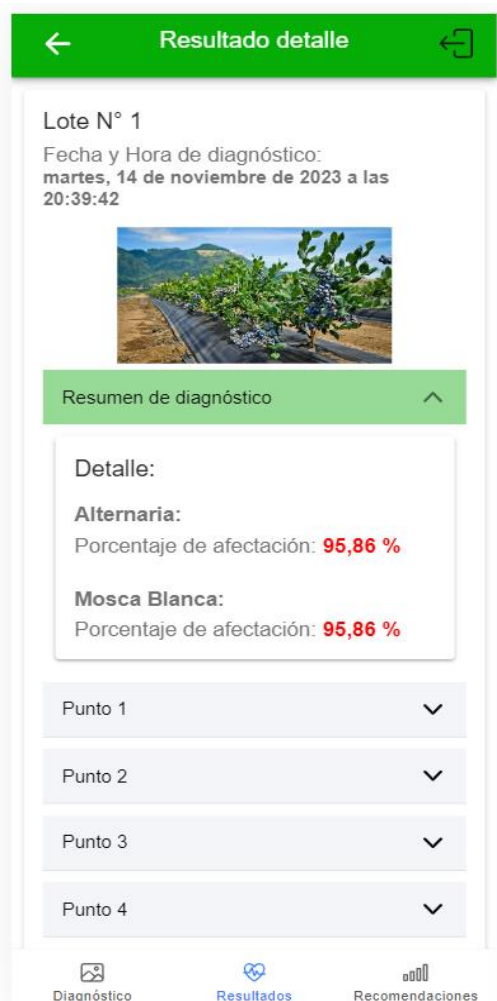 Resultado detalle
Lote N° 1
Fecha y Hora de diagnóstico:
martes, 14 de noviembre de 2023 a las
20:39:42
Resumen de diagnóstico
Detalle:
Alternaria:
Porcentaje de afectación: 95,86 %
Mosca Blanca:
Porcentaje de afectación: 95,86 %
Punto 1
Punto 2
Punto 3
Punto 4
Diagnóstico Resultados Recomendaciones